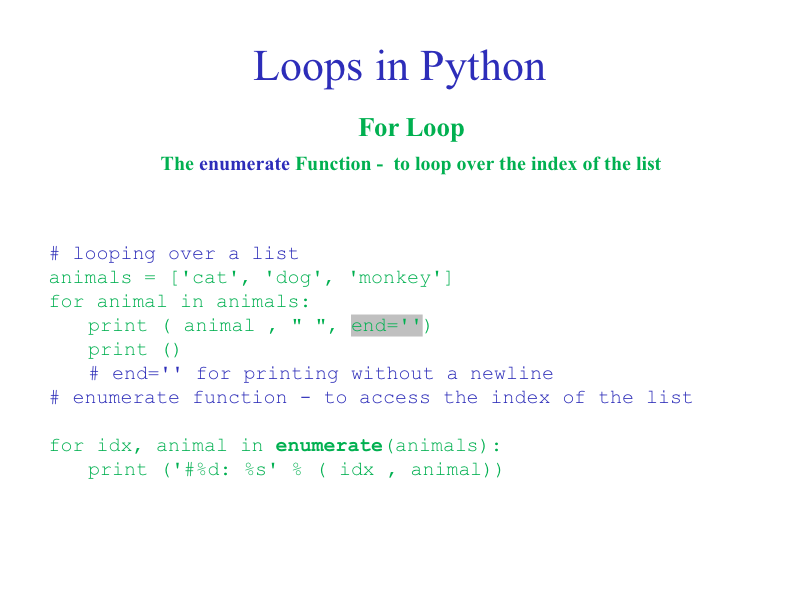 Loops in Python
For Loop
The enumerate Function - to loop over the index of the list
# looping over a list
animals = ['cat', 'dog', 'monkey']
for animal in animals:
    print ( animal , " ", end='')
    print ()
    # end='' for printing without a newline
# enumerate function - to access the index of the list
for idx, animal in enumerate(animals):
    print ('#%d: %s' % ( idx , animal))